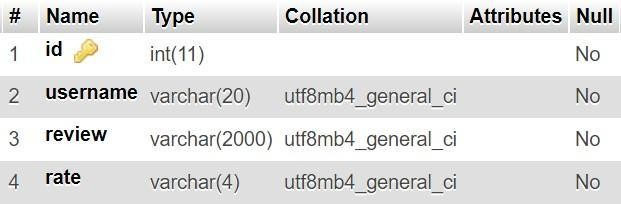 # Name Type Collation Attributes Null
1 id int(11) No
2 username varchar(20) utf8mb4_general_ci No
3 review varchar(2000) utf8mb4_general_ci No
4 rate varchar(4) utf8mb4_general_ci No